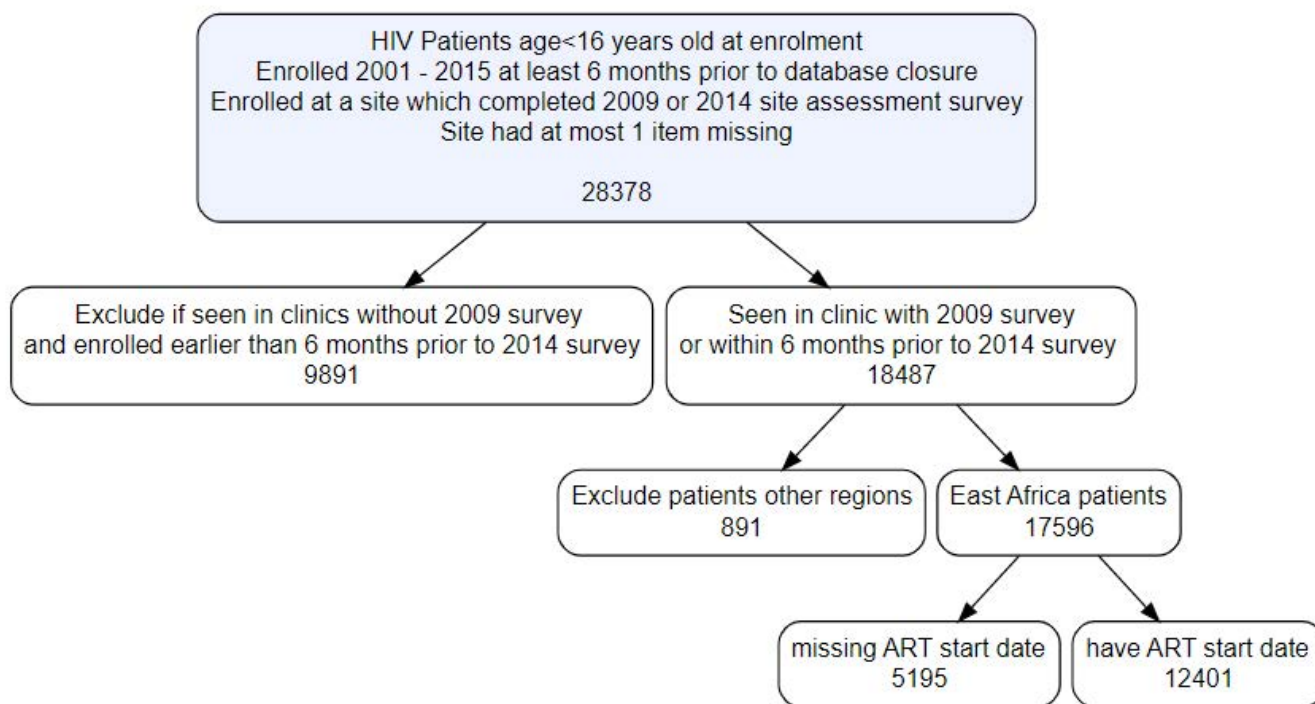 HIV Patients age<16 years old at enrolment
Enrolled 2001 - 2015 at least 6 months prior to database closure
Enrolled at a site which completed 2009 or 2014 site assessment survey
Site had at most 1 item missing
28378
Exclude if seen in clinics without 2009 survey
and enrolled earlier than 6 months prior to 2014 survey
9891
Seen in clinic with 2009 survey
or within 6 months prior to 2014 survey
18487
Exclude patients other regions
891
East Africa patients
17596
missing ART start date
5195
have ART start date
12401